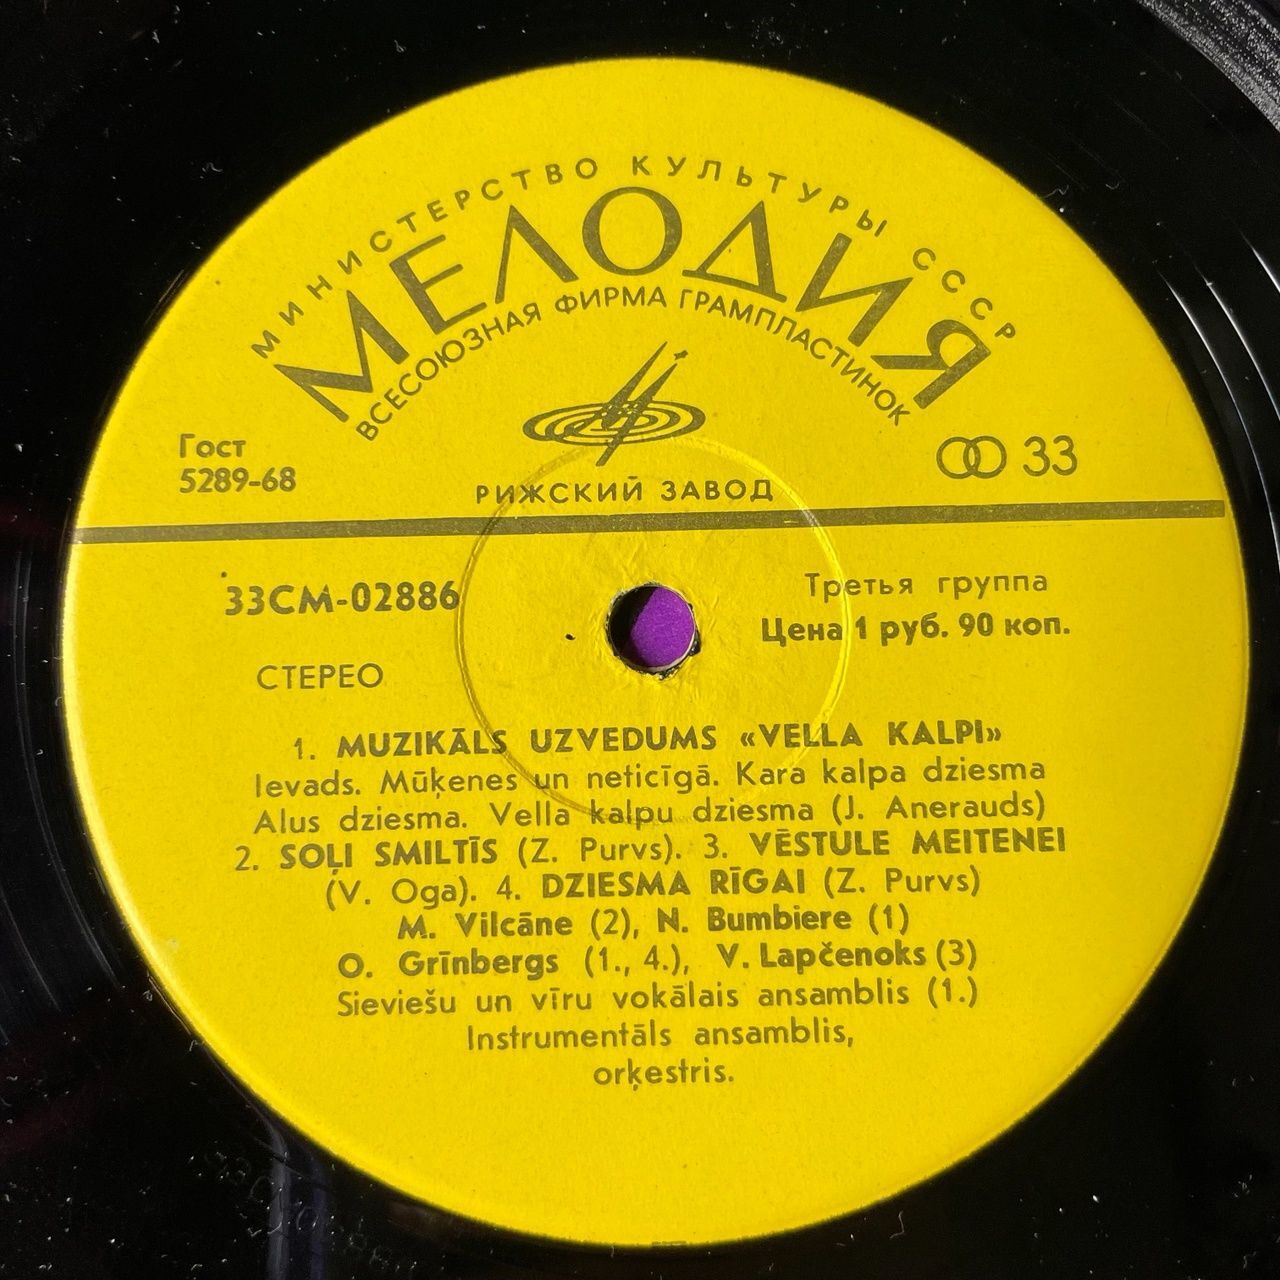 МИНИСТЕРСТВО КУЛЬТУРЫ СССР
МЕЛОДИЯ
ВСЕСОЮЗНАЯ ФИРМА ГРАМПЛАСТИНОК
Гост
5289-68
33
РИЖСКИЙ ЗАВОД
33СМ-02886
Третья группа
Цена 1 руб. 90 коп.
СТЕРЕО
1. MUZIKĀLS UZVEDUMS «VELLA KALPI»
Ievads. Mūķenes un neticīgā. Kara kalpa dziesma
Alus dziesma. Vella kalpu dziesma (J. Anerauds)
2. SOĻI SMILTĪS (Z. Purvs). 3. VĒSTULE MEITENEI
(V. Oga). 4. DZIESMA RĪGAI (Z. Purvs)
M. Vilcāne (2), N. Bumbiere (1)
O. Grīnbergs (1., 4.), V. Lapčenoks (3)
Sieviešu un vīru vokālais ansamblis (1.)
Instrumentāls ansamblis,
orķestris.